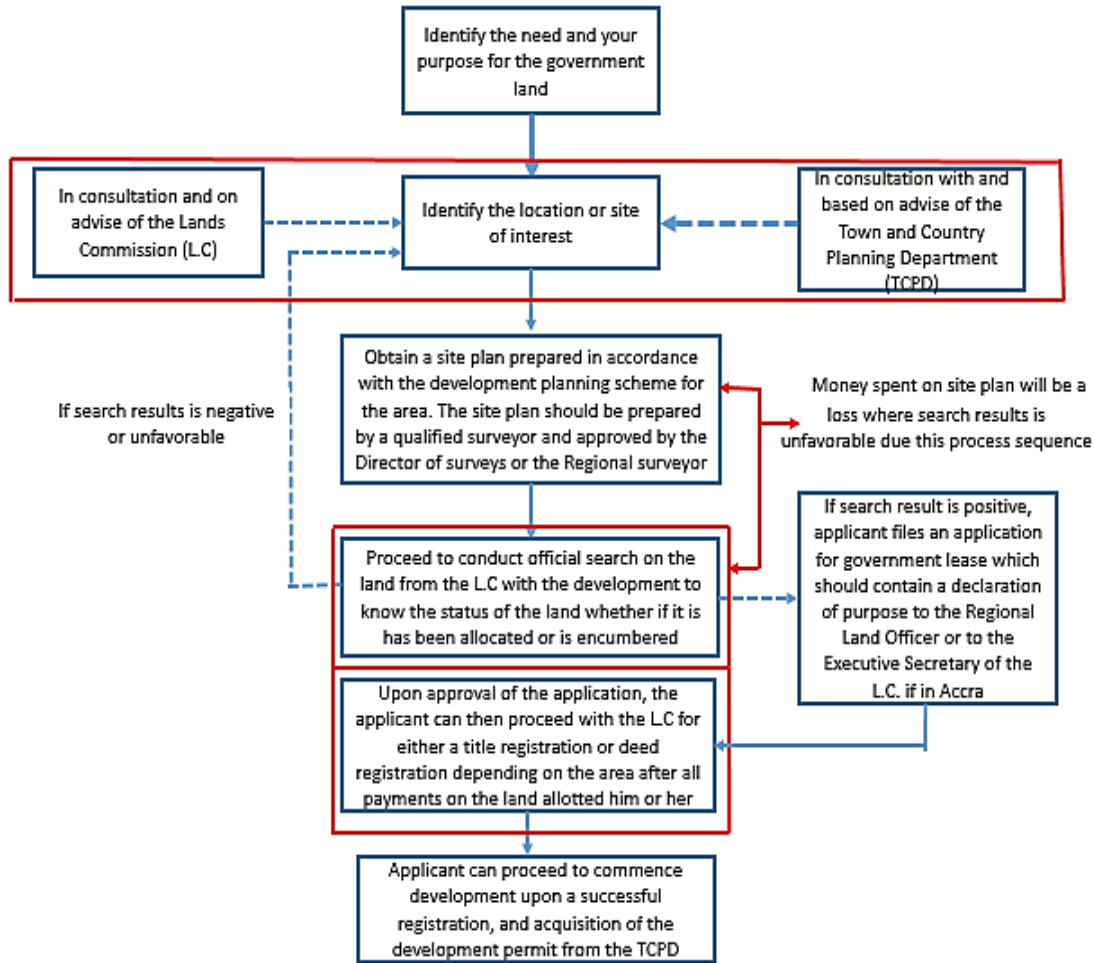 Identify the need and your
purpose for the government
land
In consultation and on
advise of the Lands
Commission (L.C)
Identify the location or site
of interest
In consultation with and
based on advise of the
Town and Country
Planning Department
(TCPD)
Obtain a site plan prepared in accordance
with the development planning scheme for
the area. The site plan should be prepared
by a qualified surveyor and approved by the
Director of surveys or the Regional surveyor
If search results is negative
or unfavorable
Money spent on site plan will be a
loss where search results is
unfavorable due this process sequence
Proceed to conduct official search on the
land from the L.C with the development to
know the status of the land whether if it is
has been allocated or is encumbered
If search result is positive,
applicant files an application
for government lease which
should contain a declaration
of purpose to the Regional
Land Officer or to the
Executive Secretary of the
L.C. if in Accra
Upon approval of the application, the
applicant can then proceed with the L.C for
either a title registration or deed
registration depending on the area after all
payments on the land allotted him or her
Applicant can proceed to commence
development upon a successful
registration, and acquisition of the
development permit from the TCPD